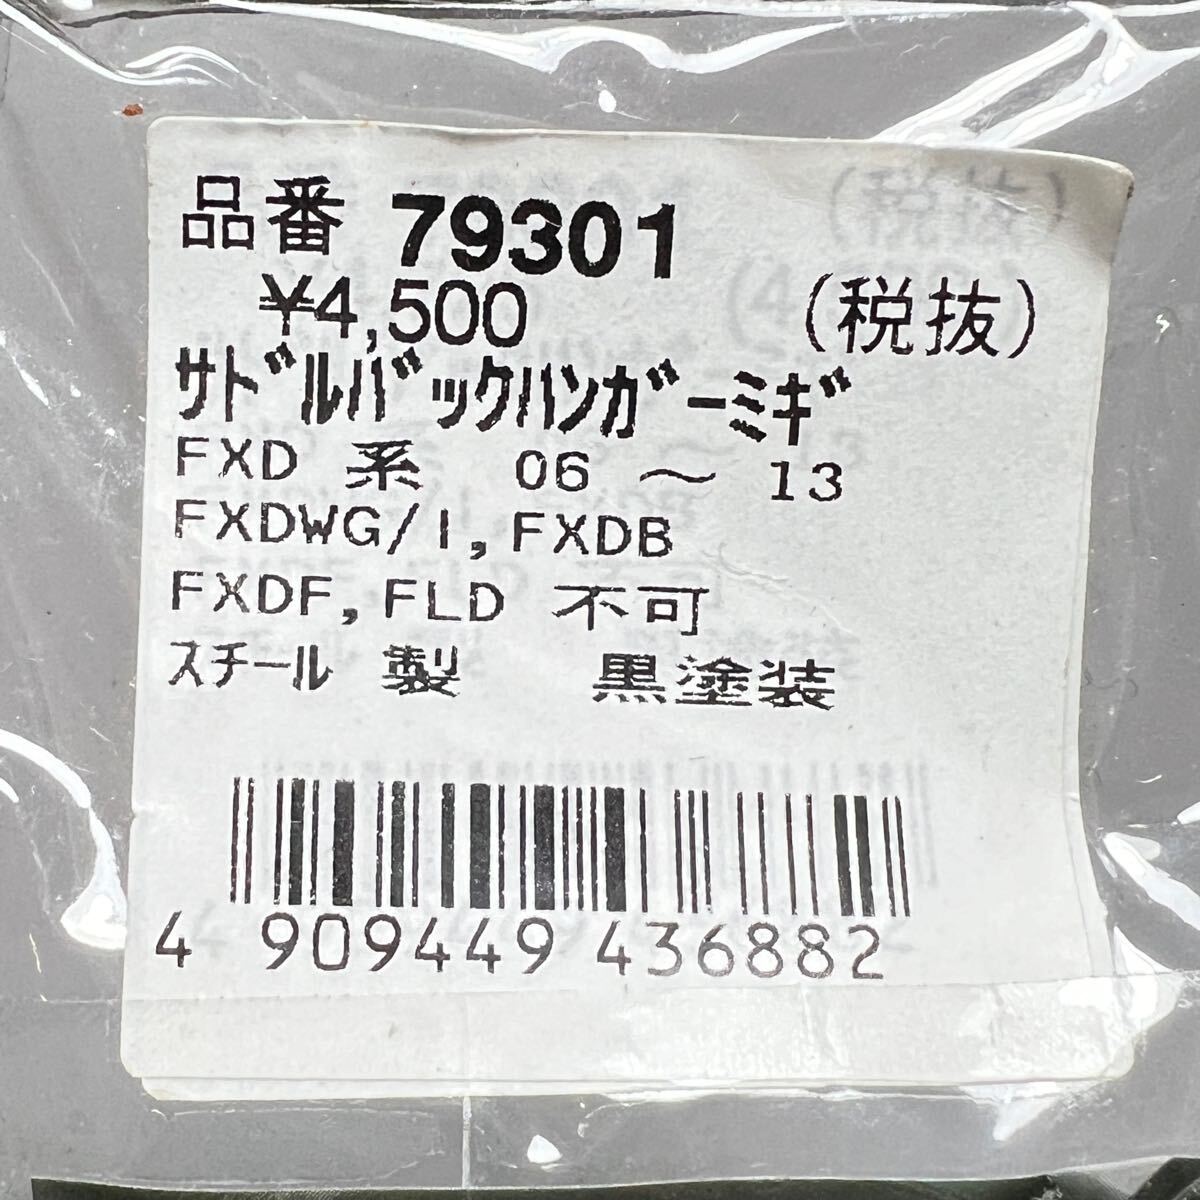 品番 79301
¥4,500 (税抜)
ｻﾄﾞﾙﾊﾞｯｸﾊﾝｶﾞｰﾐｷﾞ
FXD 系 06 ～ 13
FXDWG/I,FXDB
FXDF,FLD 不可
ｽﾁｰﾙ 製 黒塗装
4 909449 436882